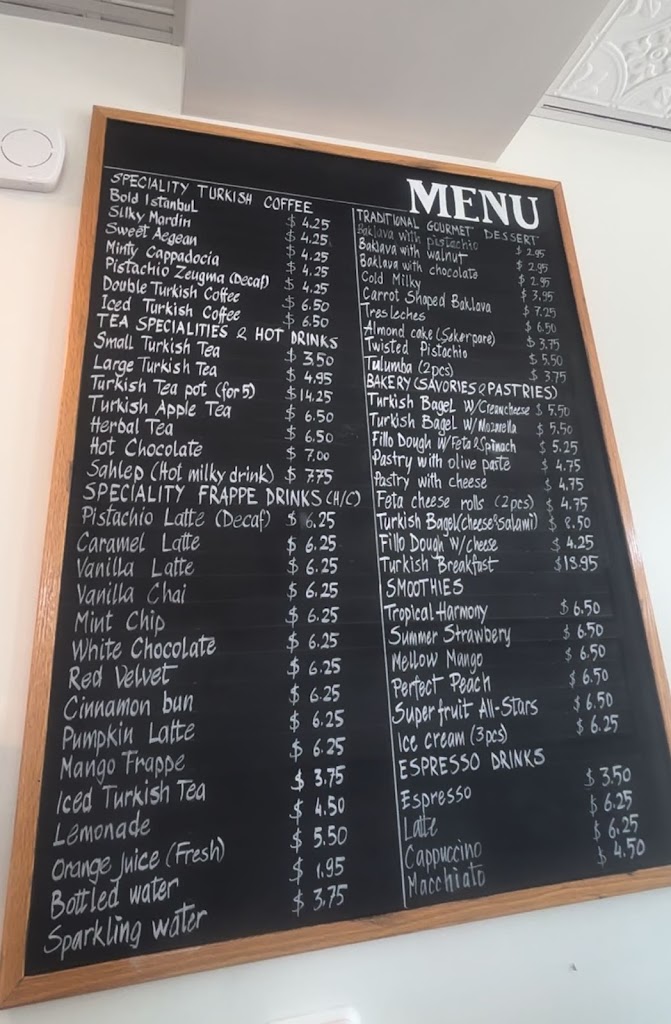 MENU
SPECIALITY TURKISH COFFEE
Bold Istanbul $ 4.25
Silky Mardin $ 4.25
Sweet Aegean $ 4.25
Minty Cappadocia $ 4.25
Pistachio Zeugma (Decaf) $ 4.25
Double Turkish Coffee $ 6.50
Iced Turkish Coffee $ 6.50
TEA SPECIALITIES & HOT DRINKS
Small Turkish Tea $ 3.50
Large Turkish Tea $ 4.95
Turkish Tea pot (for 5) $ 14.25
Turkish Apple Tea $ 6.50
Herbal Tea $ 6.50
Hot Chocolate $ 7.00
Sahlep (Hot milky drink) $ 7.75
SPECIALITY FRAPPE DRINKS (H/C)
Pistachio Latte (Decaf) $ 6.25
Caramel Latte $ 6.25
Vanilla Latte $ 6.25
Vanilla Chai $ 6.25
Mint Chip $ 6.25
White Chocolate $ 6.25
Red Velvet $ 6.25
Cinnamon bun $ 6.25
Pumpkin Latte $ 6.25
Mango Frappe $ 6.25
Iced Turkish Tea $ 3.75
Lemonade $ 4.50
Orange Juice (Fresh) $ 5.50
Bottled water $ 1.95
Sparkling water $ 3.75
TRADITIONAL GOURMET DESSERT
Baklava with pistachio $ 2.95
Baklava with walnut $ 2.95
Baklava with chocolate $ 2.95
Cold Milky $ 3.95
Carrot Shaped Baklava $ 7.25
Tresleches $ 6.50
Almond cake (Sekerpare) $ 3.75
Twisted Pistachio $ 5.50
Tulumba (2pcs) $ 3.75
BAKERY (SAVORIES & PASTRIES)
Turkish Bagel W/Creamcheese $ 5.50
Turkish Bagel W/Mozarella $ 5.50
Fillo Dough W/Feta & Spinach $ 5.25
Pastry with olive paste $ 4.75
Pastry with cheese $ 4.75
Feta cheese rolls (2pcs) $ 4.75
Turkish Bagel (cheese & salami) $ 8.50
Fillo Dough W/cheese $ 4.25
Turkish Breakfast $ 13.95
SMOOTHIES
Tropical Harmony $ 6.50
Summer Strawbery $ 6.50
Mellow Mango $ 6.50
Perfect Peach $ 6.50
Super fruit All-Stars $ 6.50
Ice cream (3pcs) $ 6.25
ESPRESSO DRINKS
Espresso $ 3.50
Latte $ 6.25
Cappuccino $ 6.25
Macchiato $ 4.50